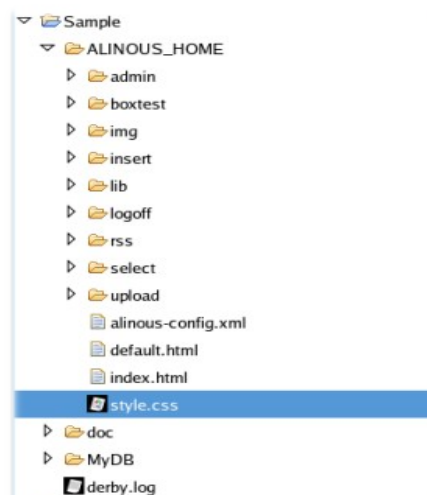 Sample
ALINOUS_HOME
admin
boxtest
img
insert
lib
logoff
rss
select
upload
alinous-config.xml
default.html
index.html
style.css
doc
MyDB
derby.log